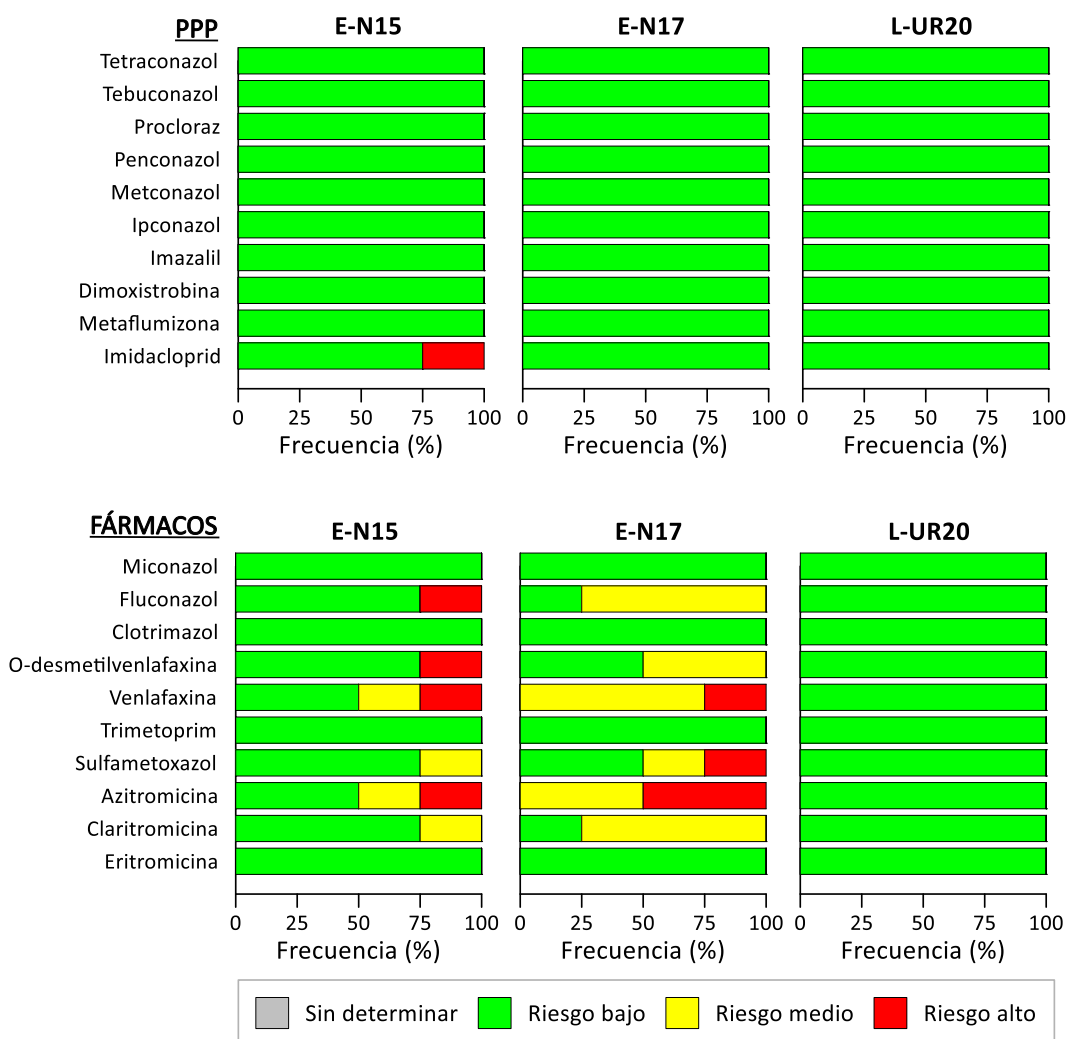 PPP E-N15 E-N17 L-UR20
Tetraconazol
Tebuconazol
Procloraz
Penconazol
Metconazol
Ipconazol
Imazalil
Dimoxistrobina
Metaflumizona
Imidacloprid
0 25 50 75 100 0 25 50 75 100 0 25 50 75 100
Frecuencia (%) Frecuencia (%) Frecuencia (%)
FÁRMACOS E-N15 E-N17 L-UR20
Miconazol
Fluconazol
Clotrimazol
O-desmetilvenlafaxina
Venlafaxina
Trimetoprim
Sulfametoxazol
Azitromicina
Claritromicina
Eritromicina
0 25 50 75 100 0 25 50 75 100 0 25 50 75 100
Frecuencia (%) Frecuencia (%) Frecuencia (%)
Sin determinar Riesgo bajo Riesgo medio Riesgo alto